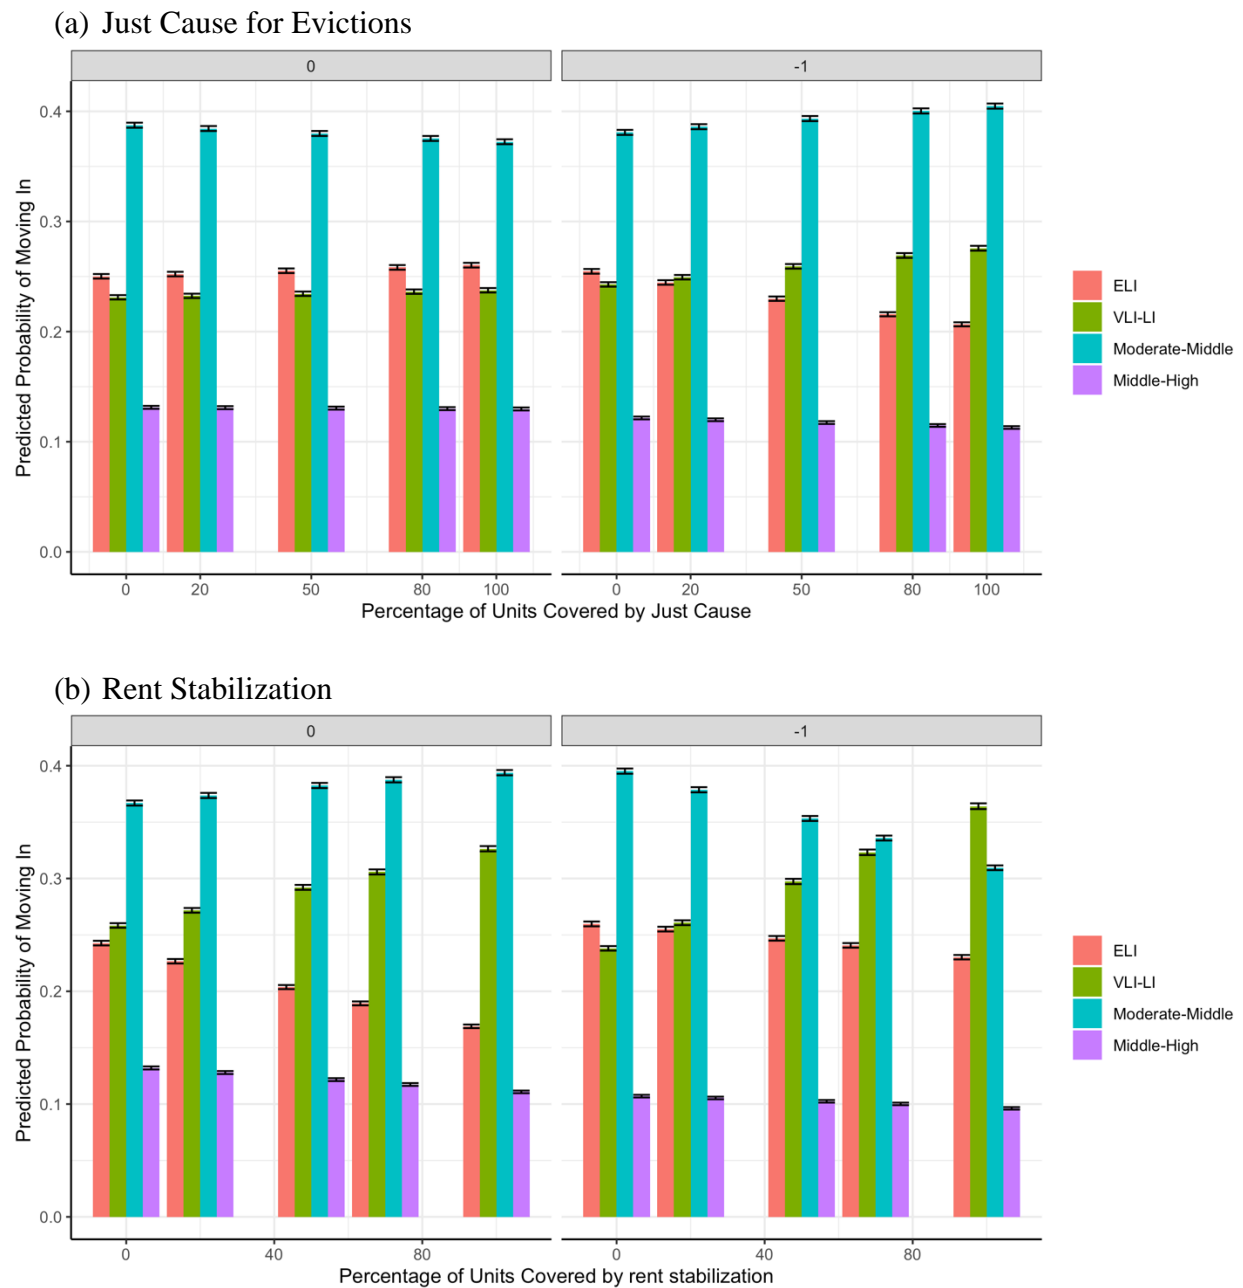 (a) Just Cause for Evictions
0
-1
Predicted Probability of Moving In
0.4
0.3
0.2
0.1
0.0
0 20 50 80 100
0 20 50 80 100
Percentage of Units Covered by Just Cause
ELI
VLI-LI
Moderate-Middle
Middle-High
(b) Rent Stabilization
0
-1
Predicted Probability of Moving In
0.4
0.3
0.2
0.1
0.0
0 40 80
0 40 80
Percentage of Units Covered by rent stabilization
ELI
VLI-LI
Moderate-Middle
Middle-High